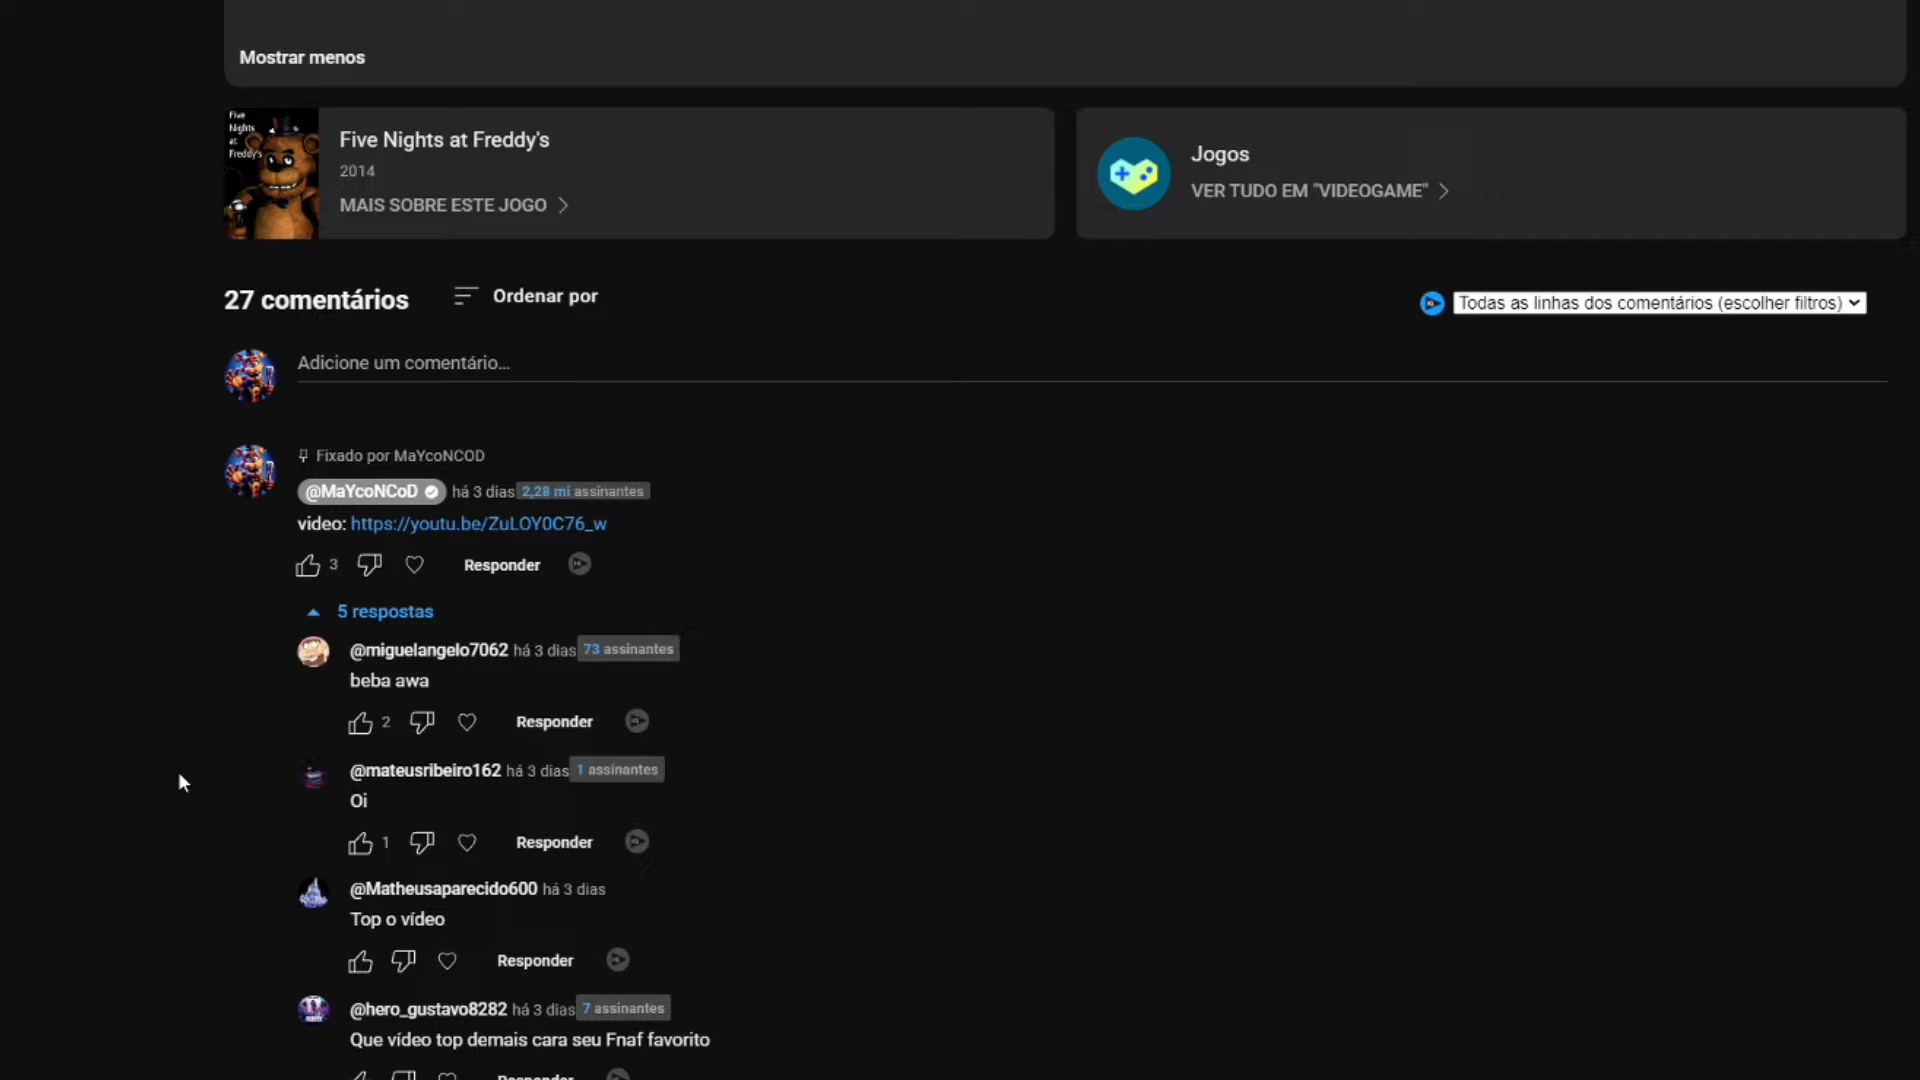 Mostrar menos
Five
Nights
at
Freddy's
Five Nights at Freddy's
2014
MAIS SOBRE ESTE JOGO
Jogos
VER TUDO EM "VIDEOGAME"
27 comentários
Ordenar por
Todas as linhas dos comentários (escolher filtros)
Adicione um comentário...
Fixado por MaYcoNCOD
@MaYcoNCoD há 3 dias 2,28 mi assinantes
video: https://youtu.be/ZuLOY0C76_w
3 Responder
5 respostas
@miguelangelo7062 há 3 dias 73 assinantes
beba awa
2 Responder
@mateusribeiro162 há 3 dias 1 assinantes
Oi
1 Responder
@Matheusaparecido600 há 3 dias
Top o vídeo
Responder
@hero_gustavo8282 há 3 dias 7 assinantes
Que vídeo top demais cara seu Fnaf favorito
Responder